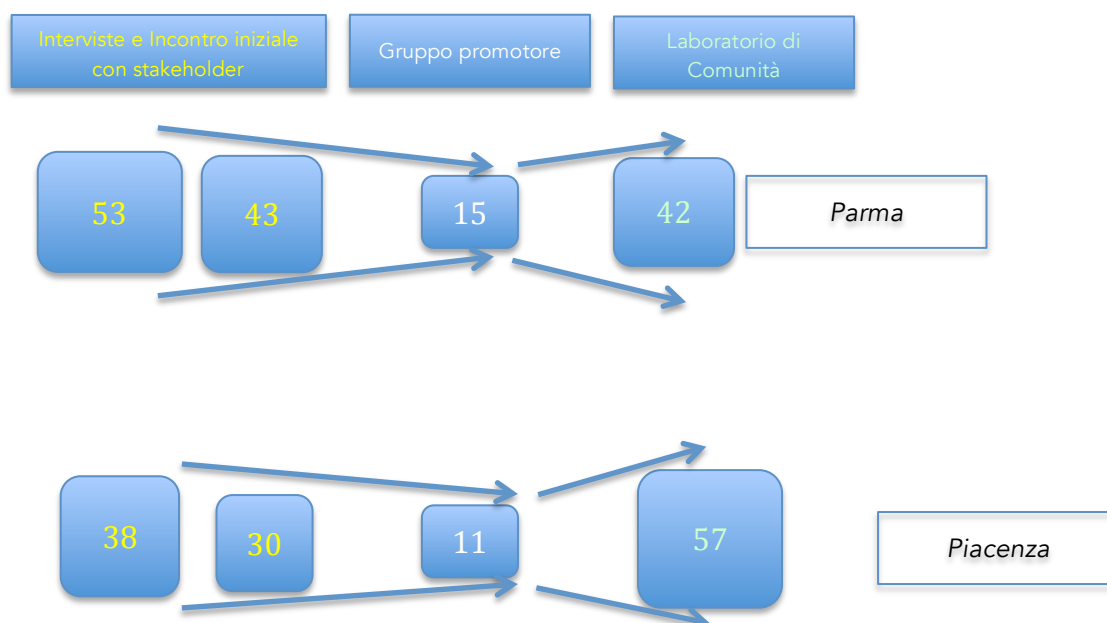 Interviste e Incontro iniziale
con stakeholder
Gruppo promotore
Laboratorio di
Comunità
53
43
15
42
Parma
38
30
11
57
Piacenza